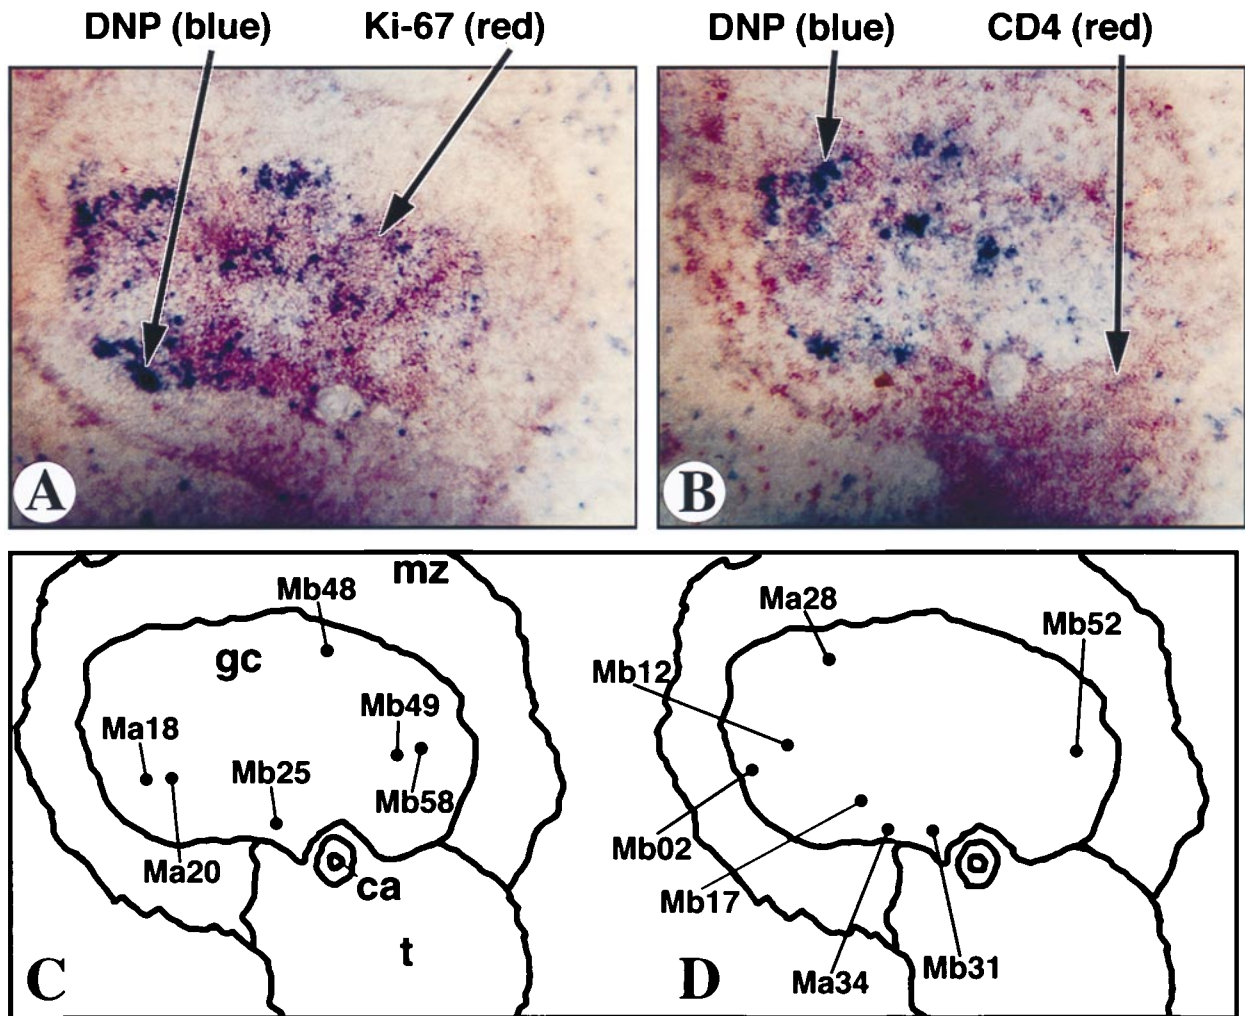 DNP (blue) Ki-67 (red) DNP (blue) CD4 (red)
A B
mz
Mb48
gc
Mb49
Ma18
Mb25
Mb58
Ma20
ca
t
C
Ma28
Mb52
Mb12
Mb02
Mb17
Ma34
Mb31
D